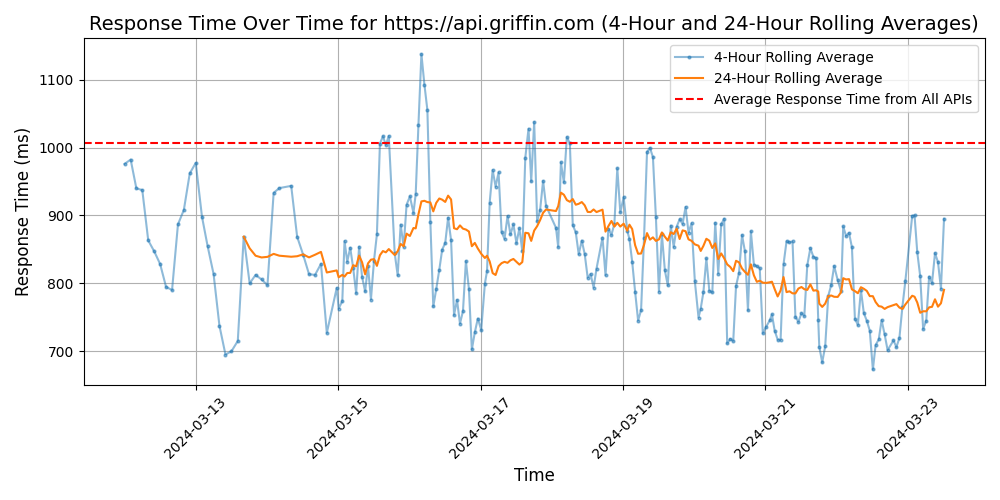 Response Time Over Time for https://api.griffin.com (4-Hour and 24-Hour Rolling Averages)
4-Hour Rolling Average
24-Hour Rolling Average
Average Response Time from All APIs
Response Time (ms)
1100
1000
900
800
700
2024-03-13
2024-03-15
2024-03-17
2024-03-19
2024-03-21
2024-03-23
Time